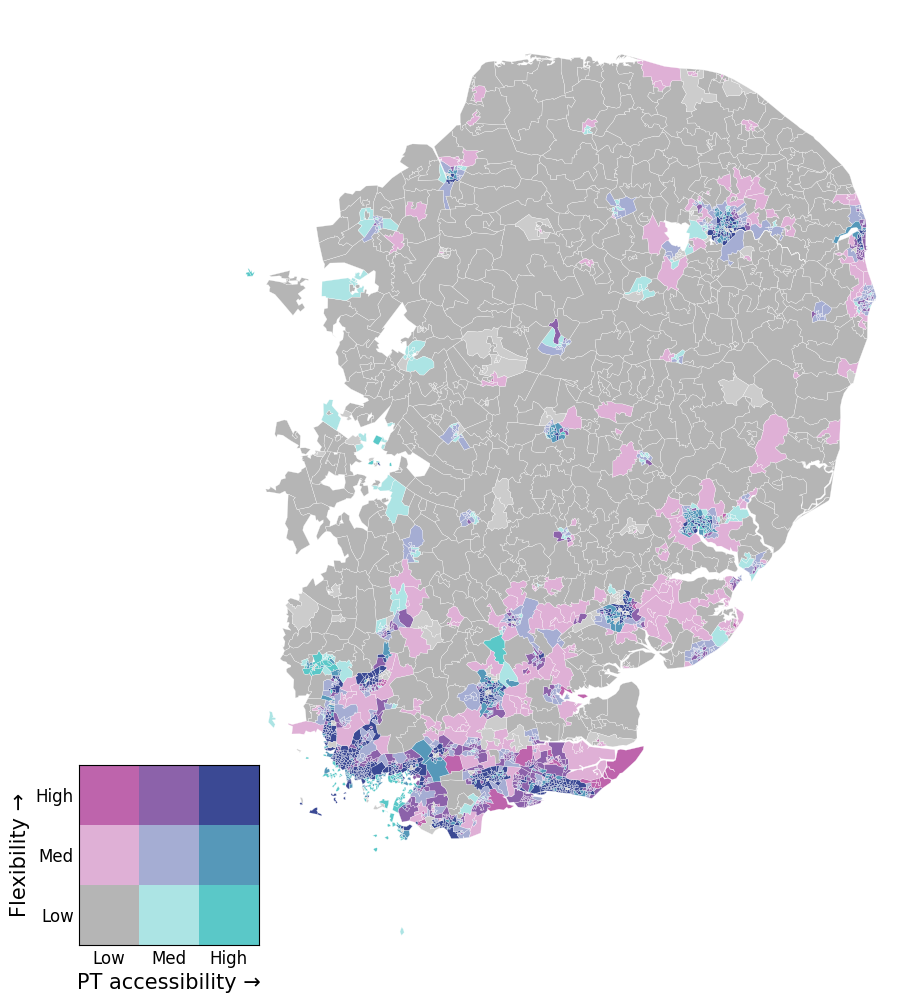 Flexibility →
High
Med
Low
Low Med High
PT accessibility →